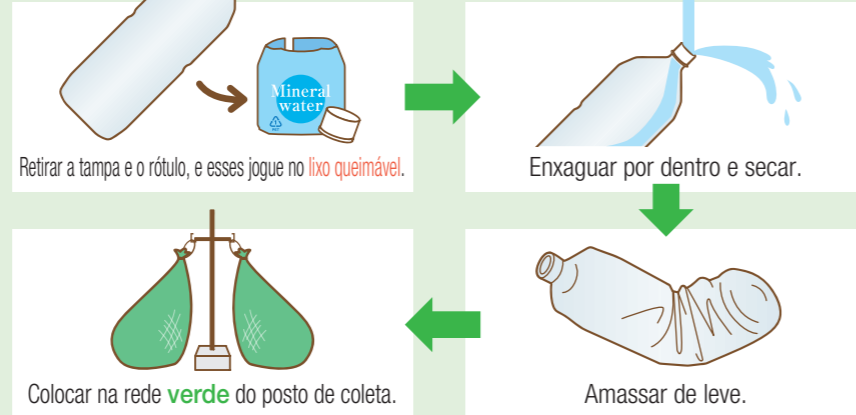 Mineral
water
Retirar a tampa e o rótulo, e esses jogue no lixo queimável.
Enxaguar por dentro e secar.
Amassar de leve.
Colocar na rede verde do posto de coleta.